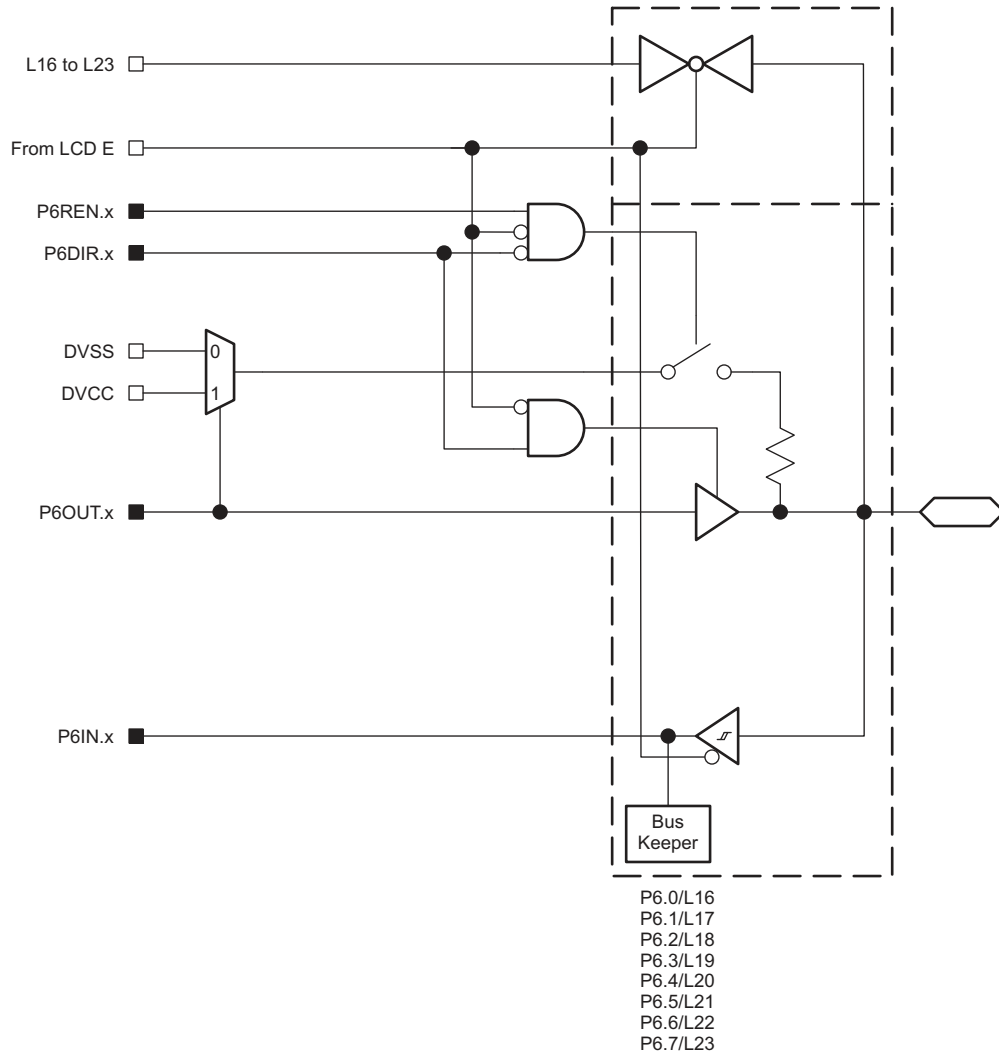 L16 to L23
From LCD E
P6REN.x
P6DIR.x
DVSS
0
DVCC
1
P6OUT.x
P6IN.x
Bus
Keeper
P6.0/L16
P6.1/L17
P6.2/L18
P6.3/L19
P6.4/L20
P6.5/L21
P6.6/L22
P6.7/L23